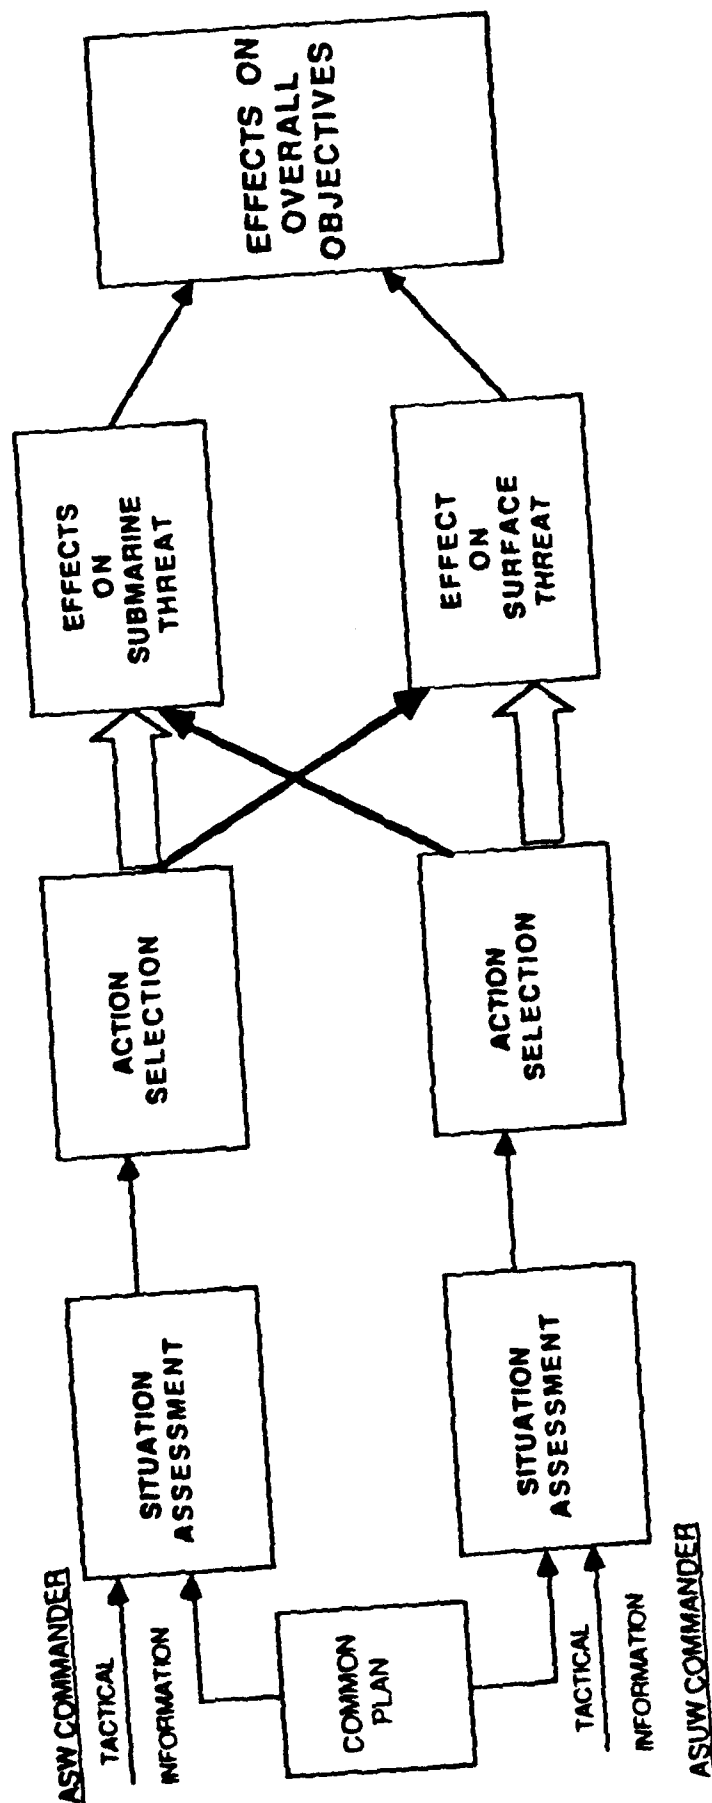 ASW COMMANDER
TACTICAL
INFORMATION
SITUATION
ASSESSMENT
ACTION
SELECTION
EFFECTS
ON
SUBMARINE
THREAT
EFFECTS ON
OVERALL
OBJECTIVES
COMMON
PLAN
TACTICAL
INFORMATION
ASUW COMMANDER
SITUATION
ASSESSMENT
ACTION
SELECTION
EFFECT
ON
SURFACE
THREAT